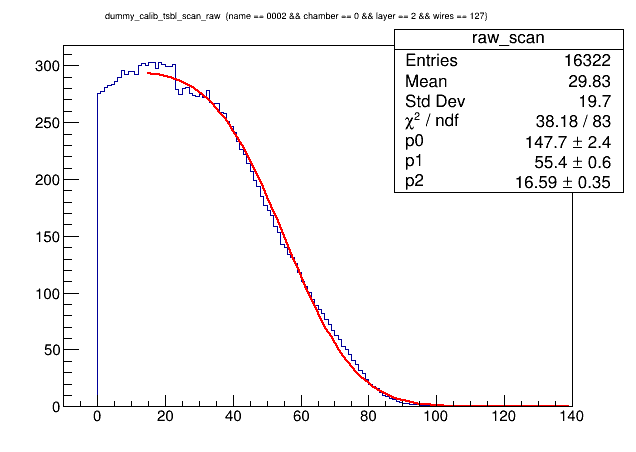 dummy_calib_tsbl_scan_raw (name == 0002 && chamber == 0 && layer == 2 && wires == 127)
raw_scan
Entries 16322
Mean 29.83
Std Dev 19.7
χ² / ndf 38.18 / 83
p0 147.7 ± 2.4
p1 55.4 ± 0.6
p2 16.59 ± 0.35
300
250
200
150
100
50
0
0 20 40 60 80 100 120 140